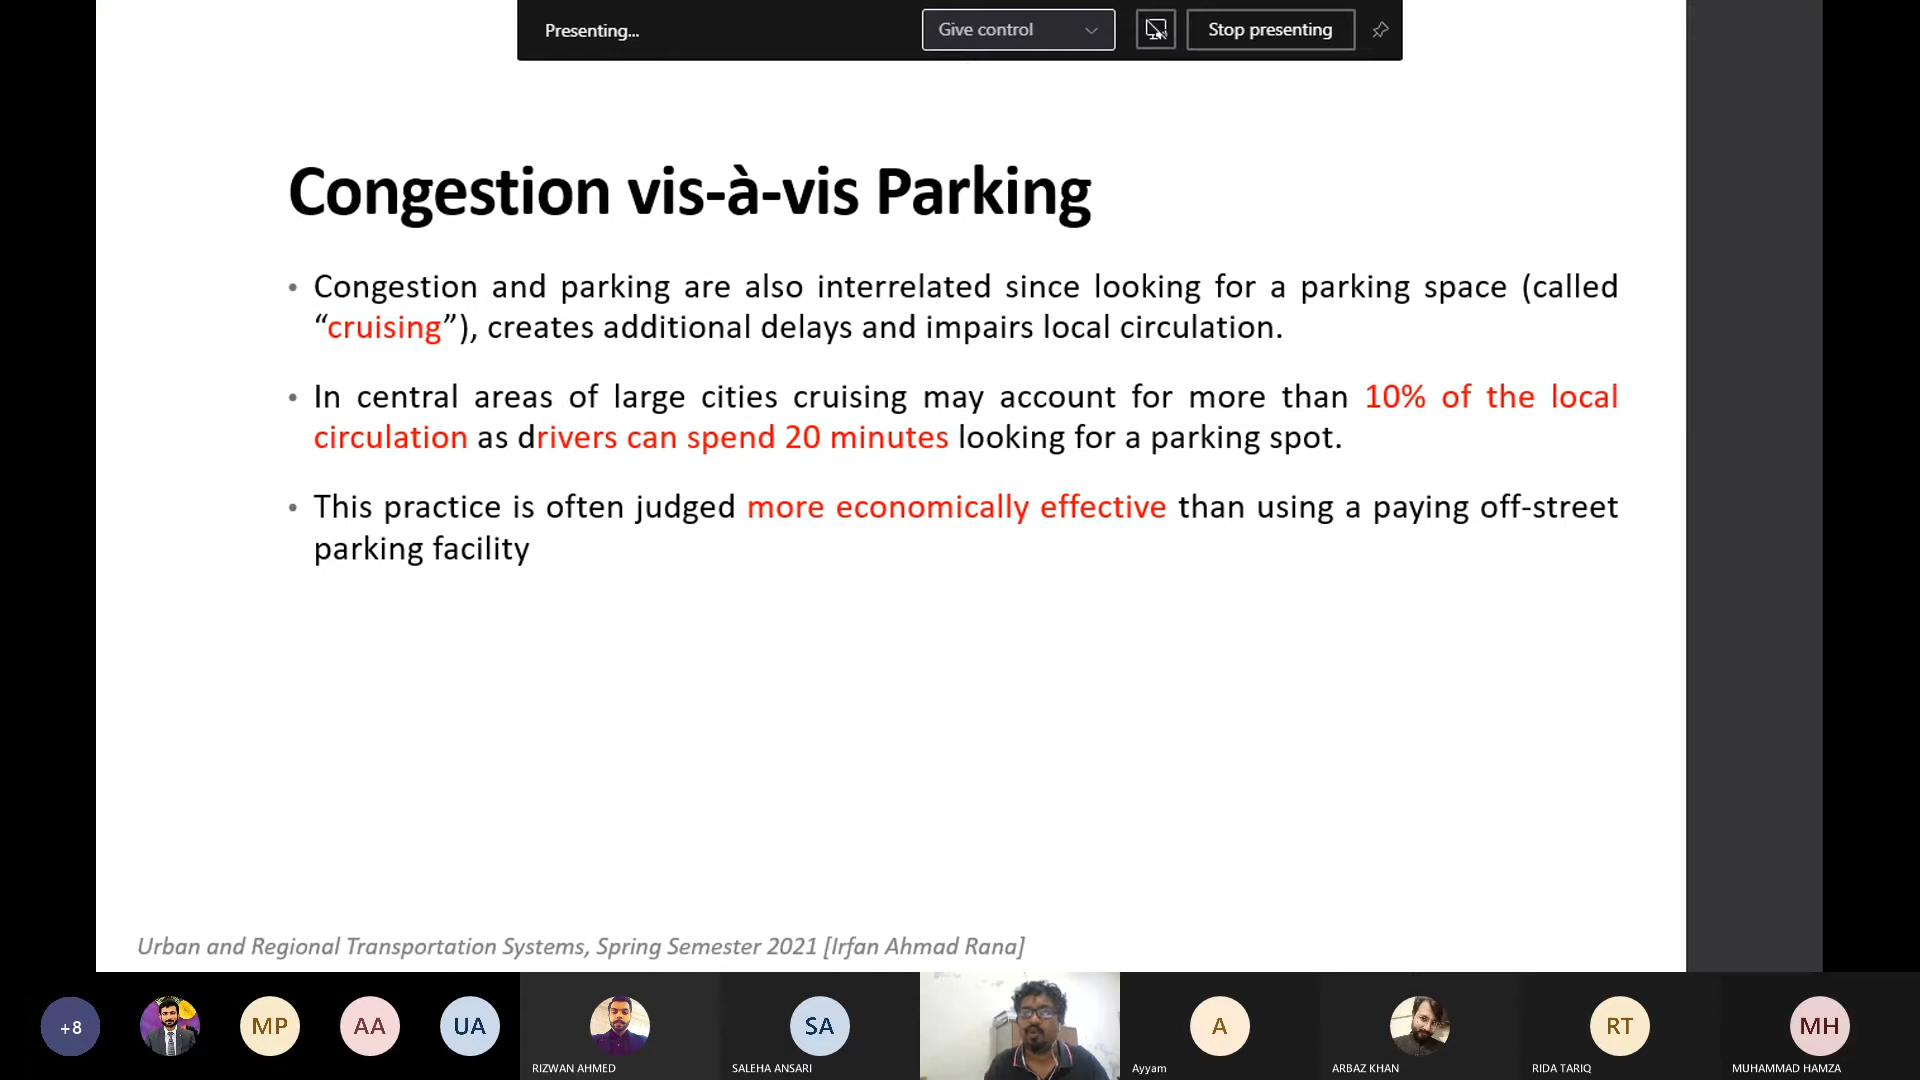 Presenting...
Give control
Stop presenting
Congestion vis-à-vis Parking
• Congestion and parking are also interrelated since looking for a parking space (called
“cruising”), creates additional delays and impairs local circulation.
• In central areas of large cities cruising may account for more than 10% of the local
circulation as drivers can spend 20 minutes looking for a parking spot.
• This practice is often judged more economically effective than using a paying off-street
parking facility
Urban and Regional Transportation Systems, Spring Semester 2021 [Irfan Ahmad Rana]
+8
MP
AA
UA
RIZWAN AHMED
SA
SALEHA ANSARI
A
Ayyam
ARBAZ KHAN
RT
RIDA TARIQ
MH
MUHAMMAD HAMZA